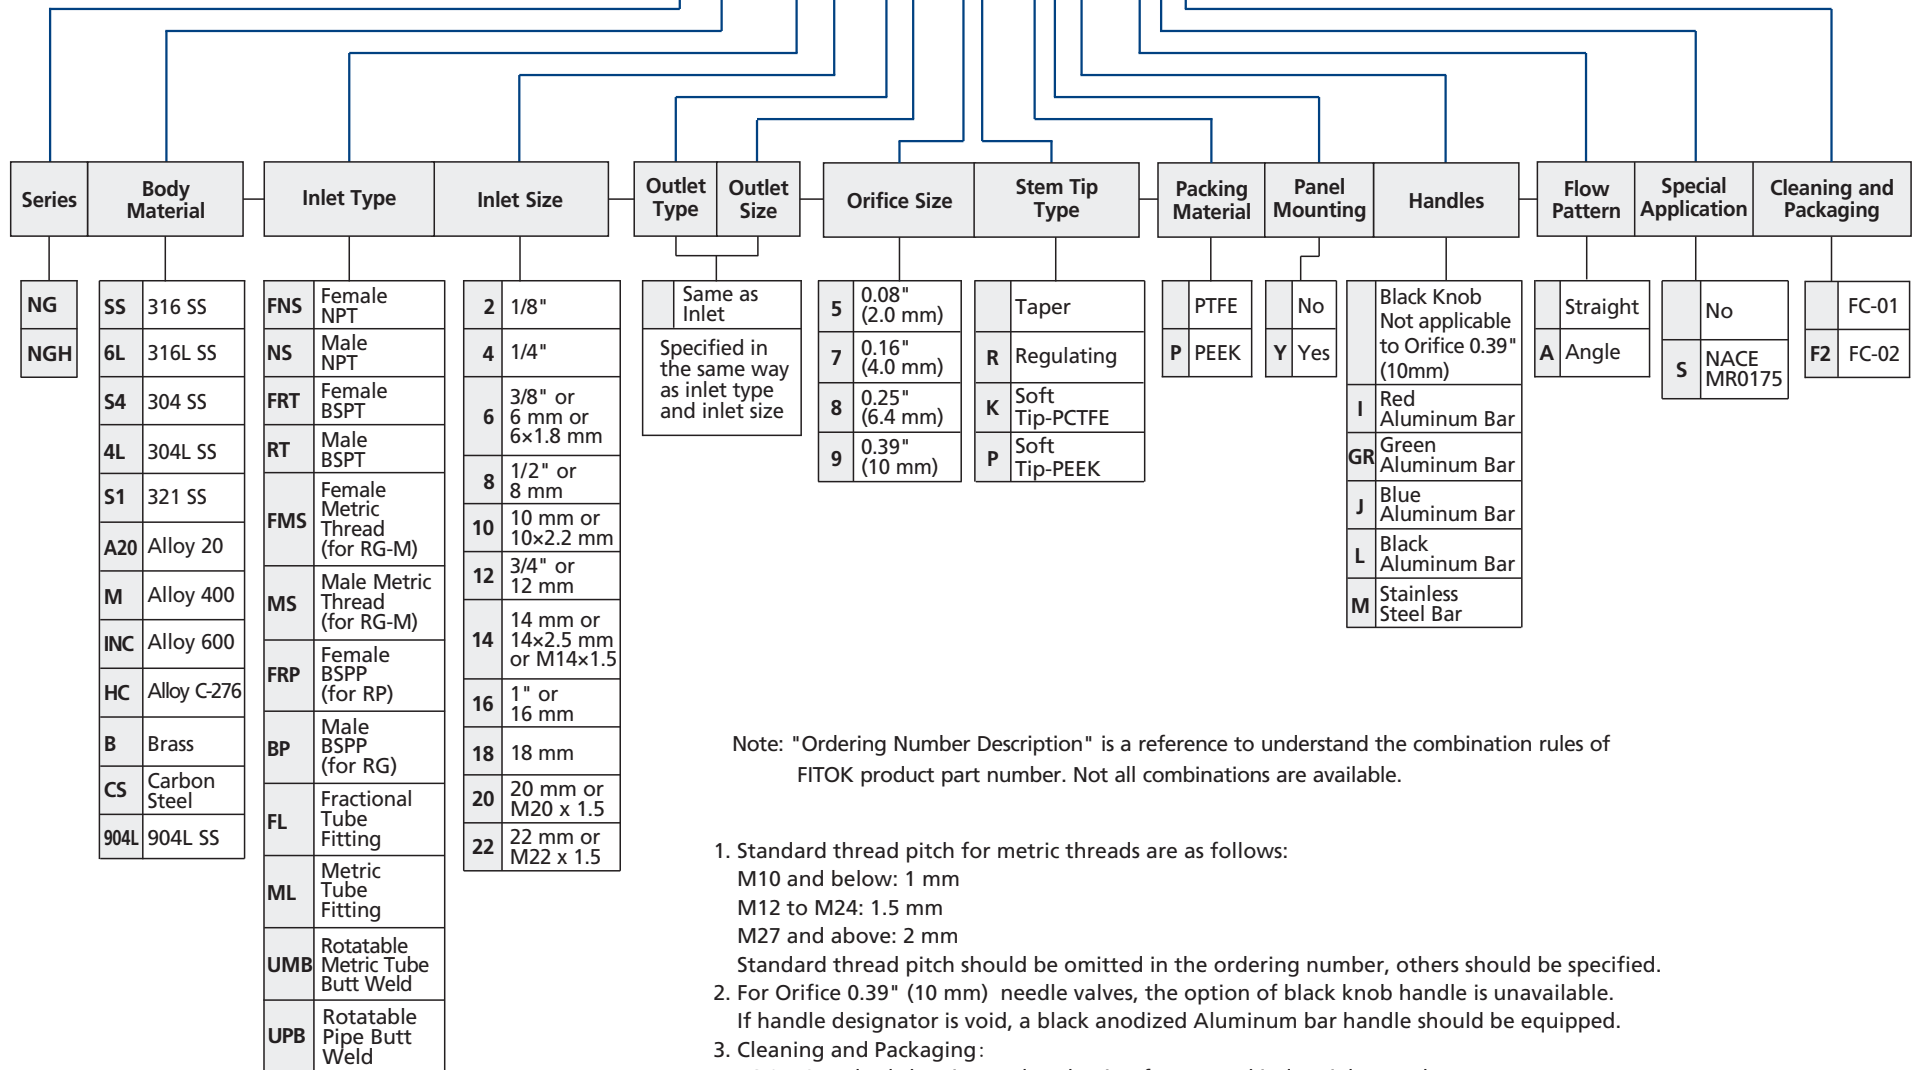 Series
Body
Material
Inlet Type
Inlet Size
Outlet
Type
Outlet
Size
Orifice Size
Stem Tip
Type
Packing
Material
Panel
Mounting
Handles
Flow
Pattern
Special
Application
Cleaning and
Packaging
NG
NGH
SS 316 SS
6L 316L SS
S4 304 SS
4L 304L SS
S1 321 SS
A20 Alloy 20
M Alloy 400
INC Alloy 600
HC Alloy C-276
B Brass
CS Carbon
Steel
904L 904L SS
FNS Female
NPT
NS Male
NPT
FRT Female
BSPT
RT Male
BSPT
FMS Female
Metric
Thread
(for RG-M)
MS Male Metric
Thread
(for RG-M)
FRP Female
BSPP
(for RP)
BP Male
BSPP
(for RG)
FL Fractional
Tube
Fitting
ML Metric
Tube
Fitting
UMB Rotatable
Metric Tube
Butt Weld
UPB Rotatable
Pipe Butt
Weld
2 1/8"
4 1/4"
6 3/8" or
6 mm or
6×1.8 mm
8 1/2" or
8 mm
10 10 mm or
10×2.2 mm
12 3/4" or
12 mm
14 14 mm or
14×2.5 mm
or M14×1.5
16 1" or
16 mm
18 18 mm
20 20 mm or
M20 x 1.5
22 22 mm or
M22 x 1.5
Same as
Inlet
Specified in
the same way
as inlet type
and inlet size
5 0.08"
(2.0 mm)
7 0.16"
(4.0 mm)
8 0.25"
(6.4 mm)
9 0.39"
(10 mm)
Taper
R Regulating
K Soft
Tip-PCTFE
P Soft
Tip-PEEK
PTFE
P PEEK
No
Y Yes
Black Knob
Not applicable
to Orifice 0.39"
(10mm)
I Red
Aluminum Bar
GR Green
Aluminum Bar
J Blue
Aluminum Bar
L Black
Aluminum Bar
M Stainless
Steel Bar
Straight
A Angle
No
S NACE
MR0175
FC-01
F2 FC-02
Note: "Ordering Number Description" is a reference to understand the combination rules of
FITOK product part number. Not all combinations are available.
1. Standard thread pitch for metric threads are as follows:
M10 and below: 1 mm
M12 to M24: 1.5 mm
M27 and above: 2 mm
Standard thread pitch should be omitted in the ordering number, others should be specified.
2. For Orifice 0.39" (10 mm) needle valves, the option of black knob handle is unavailable.
If handle designator is void, a black anodized Aluminum bar handle should be equipped.
3. Cleaning and Packaging: